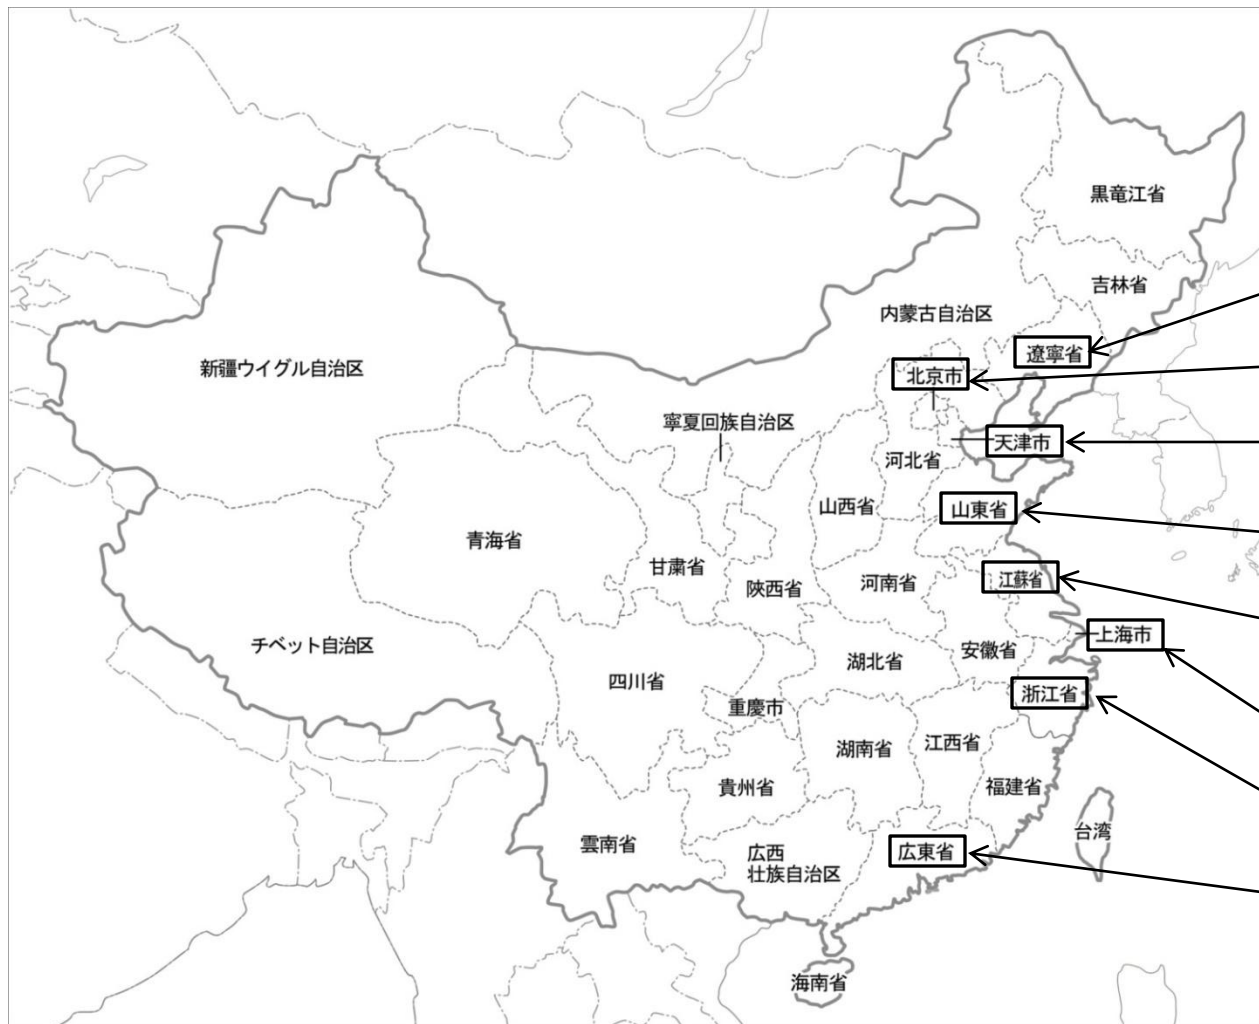 黒竜江省
吉林省
内蒙古自治区
遼寧省
新疆ウイグル自治区
北京市
寧夏回族自治区
天津市
河北省
山西省
山東省
青海省
甘粛省
陝西省
河南省
江蘇省
チベット自治区
上海市
安徽省
湖北省
四川省
浙江省
重慶市
江西省
湖南省
貴州省
福建省
台湾
雲南省
広東省
広西
壮族自治区
海南省